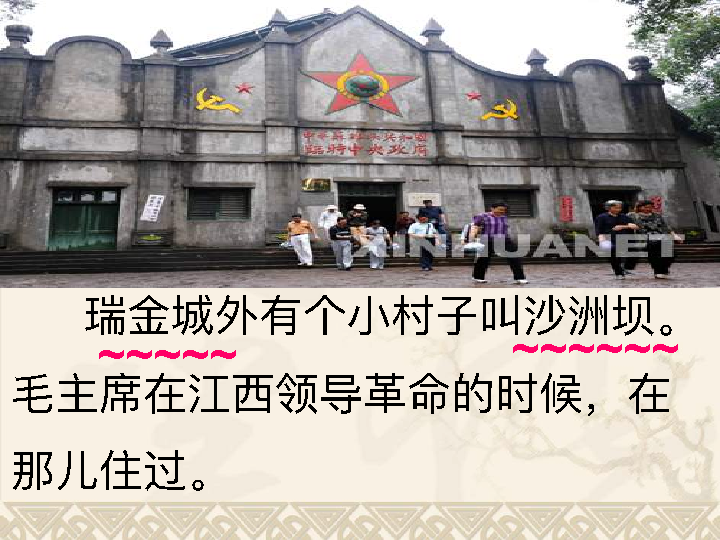 中华苏维埃共和国
临时中央政府
XINHUANET
瑞金城外有个小村子叫沙洲坝。
毛主席在江西领导革命的时候，在
那儿住过。